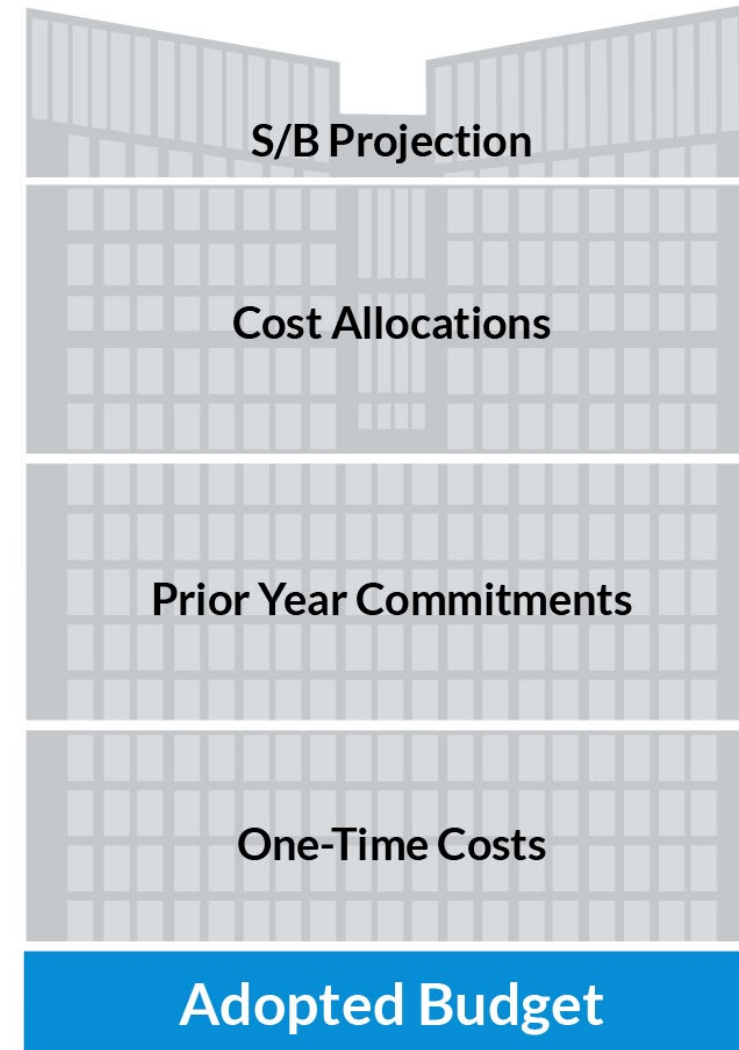 S/B Projection
Cost Allocations
Prior Year Commitments
One-Time Costs
Adopted Budget